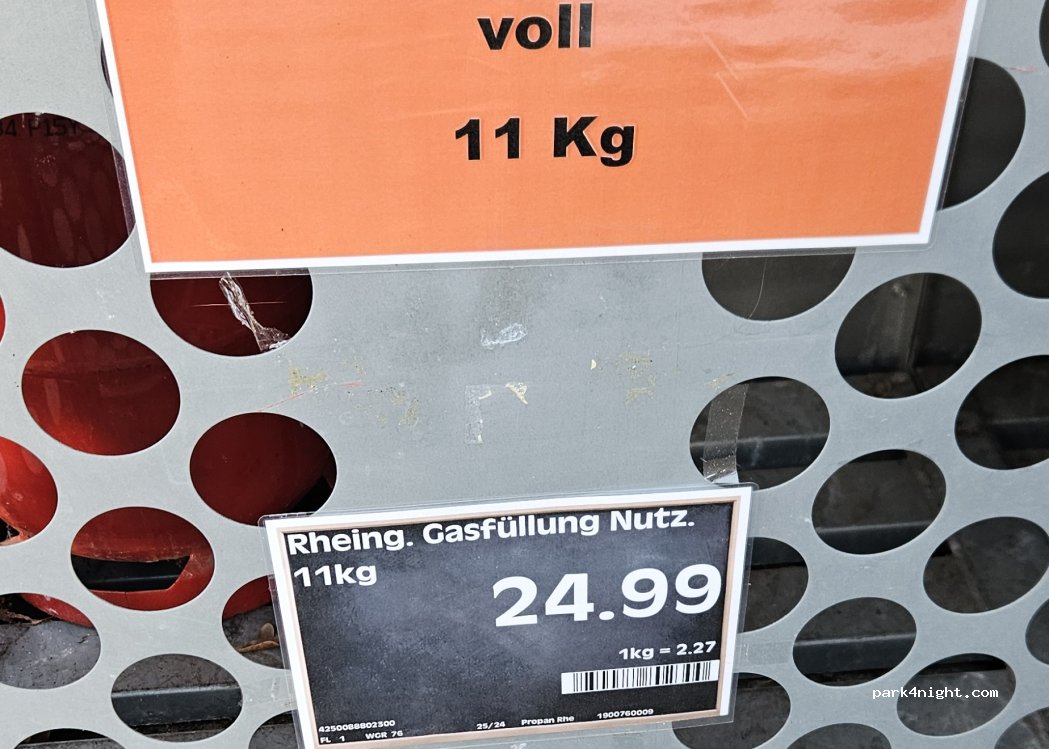 voll
11 Kg
Rheing. Gasfüllung Nutz.
11kg
24.99
1kg = 2.27
4250088802300 25/24 Propan Rhe 1900760009
FL 1 WGR 76
park4night.com